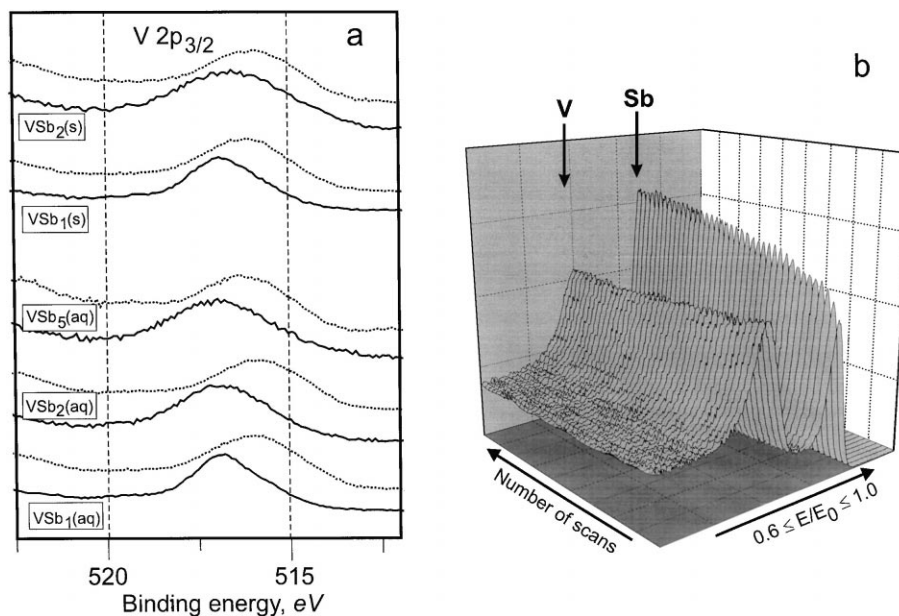 V 2p3/2
a
VSb2(s)
VSb1(s)
VSb5(aq)
VSb2(aq)
VSb1(aq)
520 515
Binding energy, eV
b
V
Sb
Number of scans
0.6 ≤ E/E0 ≤ 1.0